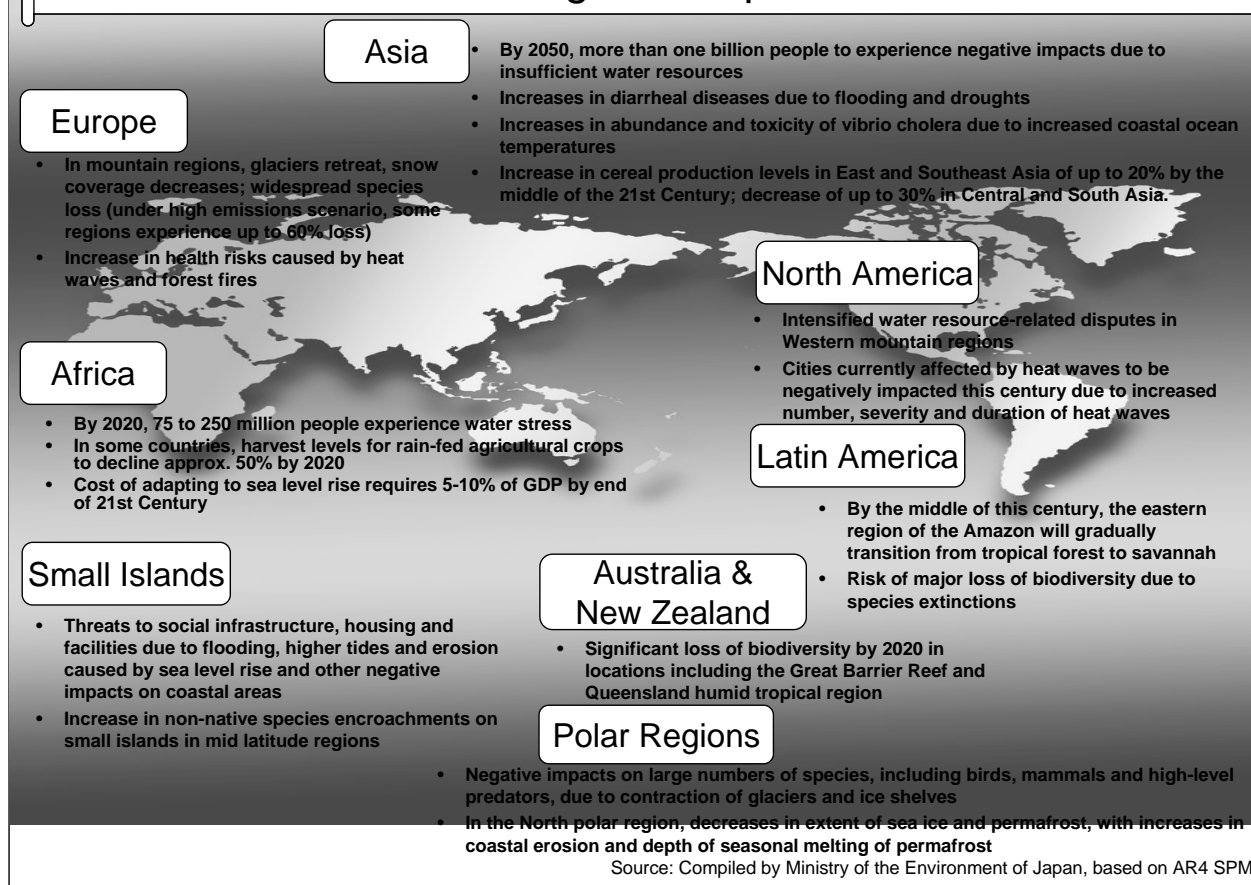 Asia
• By 2050, more than one billion people to experience negative impacts due to
insufficient water resources
• Increases in diarrheal diseases due to flooding and droughts
• Increases in abundance and toxicity of vibrio cholera due to increased coastal ocean
temperatures
• Increase in cereal production levels in East and Southeast Asia of up to 20% by the
middle of the 21st Century; decrease of up to 30% in Central and South Asia.
Europe
• In mountain regions, glaciers retreat, snow
coverage decreases; widespread species
loss (under high emissions scenario, some
regions experience up to 60% loss)
• Increase in health risks caused by heat
waves and forest fires
North America
• Intensified water resource-related disputes in
Western mountain regions
• Cities currently affected by heat waves to be
negatively impacted this century due to increased
number, severity and duration of heat waves
Africa
• By 2020, 75 to 250 million people experience water stress
• In some countries, harvest levels for rain-fed agricultural crops
to decline approx. 50% by 2020
• Cost of adapting to sea level rise requires 5-10% of GDP by end
of 21st Century
Latin America
• By the middle of this century, the eastern
region of the Amazon will gradually
transition from tropical forest to savannah
• Risk of major loss of biodiversity due to
species extinctions
Small Islands
• Threats to social infrastructure, housing and
facilities due to flooding, higher tides and erosion
caused by sea level rise and other negative
impacts on coastal areas
• Increase in non-native species encroachments on
small islands in mid latitude regions
Australia &
New Zealand
• Significant loss of biodiversity by 2020 in
locations including the Great Barrier Reef and
Queensland humid tropical region
Polar Regions
• Negative impacts on large numbers of species, including birds, mammals and high-level
predators, due to contraction of glaciers and ice shelves
• In the North polar region, decreases in extent of sea ice and permafrost, with increases in
coastal erosion and depth of seasonal melting of permafrost
Source: Compiled by Ministry of the Environment of Japan, based on AR4 SPM